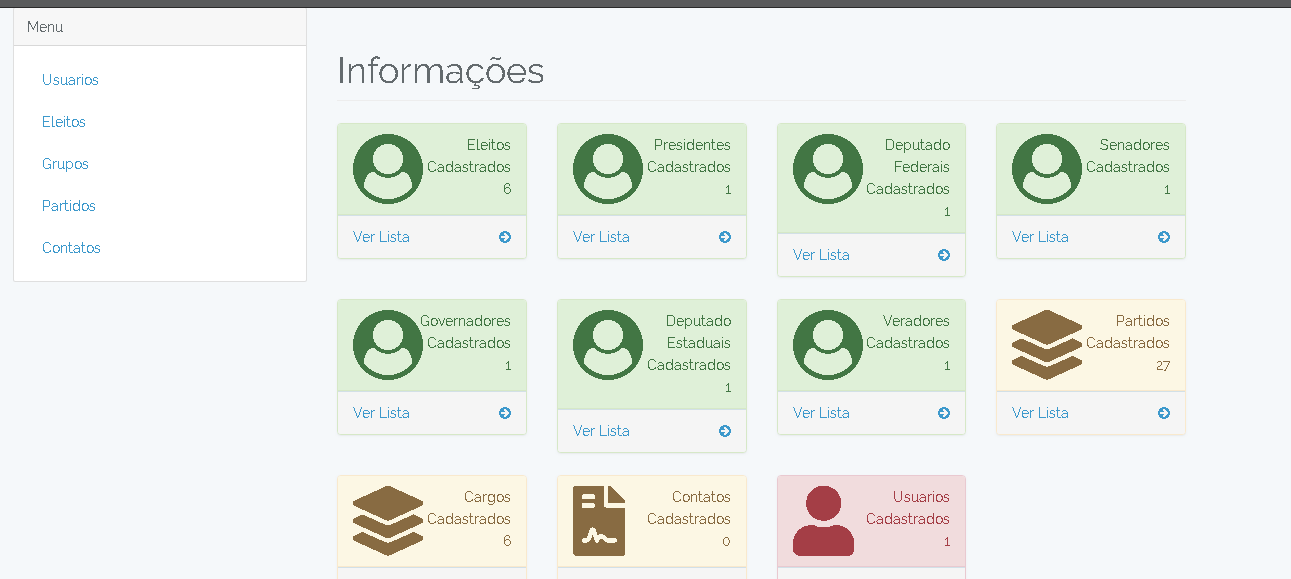 Menu
Usuarios
Eleitos
Grupos
Partidos
Contatos
Informações
Eleitos
Cadastrados
6
Ver Lista
Presidentes
Cadastrados
1
Ver Lista
Deputado
Federais
Cadastrados
1
Ver Lista
Senadores
Cadastrados
1
Ver Lista
Governadores
Cadastrados
1
Ver Lista
Deputado
Estaduais
Cadastrados
1
Ver Lista
Veradores
Cadastrados
1
Ver Lista
Partidos
Cadastrados
27
Ver Lista
Cargos
Cadastrados
6
Contatos
Cadastrados
0
Usuarios
Cadastrados
1